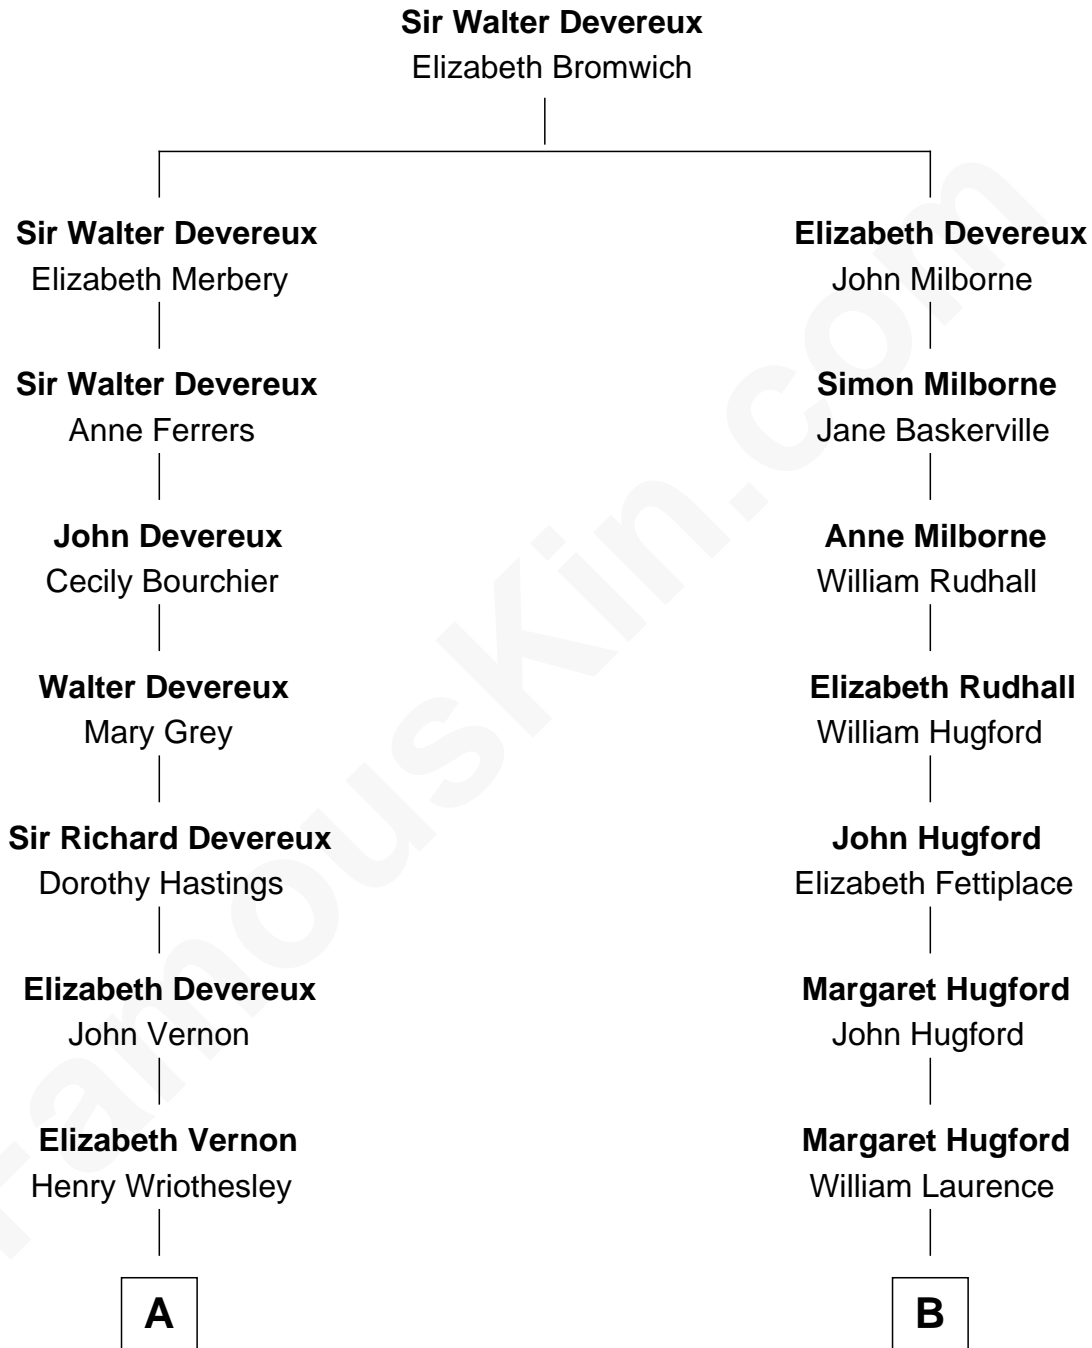 Sir Walter Devereux
Elizabeth Bromwich
Sir Walter Devereux
Elizabeth Merbery
Sir Walter Devereux
Anne Ferrers
John Devereux
Cecily Bourchier
Walter Devereux
Mary Grey
Sir Richard Devereux
Dorothy Hastings
Elizabeth Devereux
John Vernon
Elizabeth Vernon
Henry Wriothesley
A
Elizabeth Devereux
John Milborne
Simon Milborne
Jane Baskerville
Anne Milborne
William Rudhall
Elizabeth Rudhall
William Hugford
John Hugford
Elizabeth Fettiplace
Margaret Hugford
John Hugford
Margaret Hugford
William Laurence
B
FamousKin.com